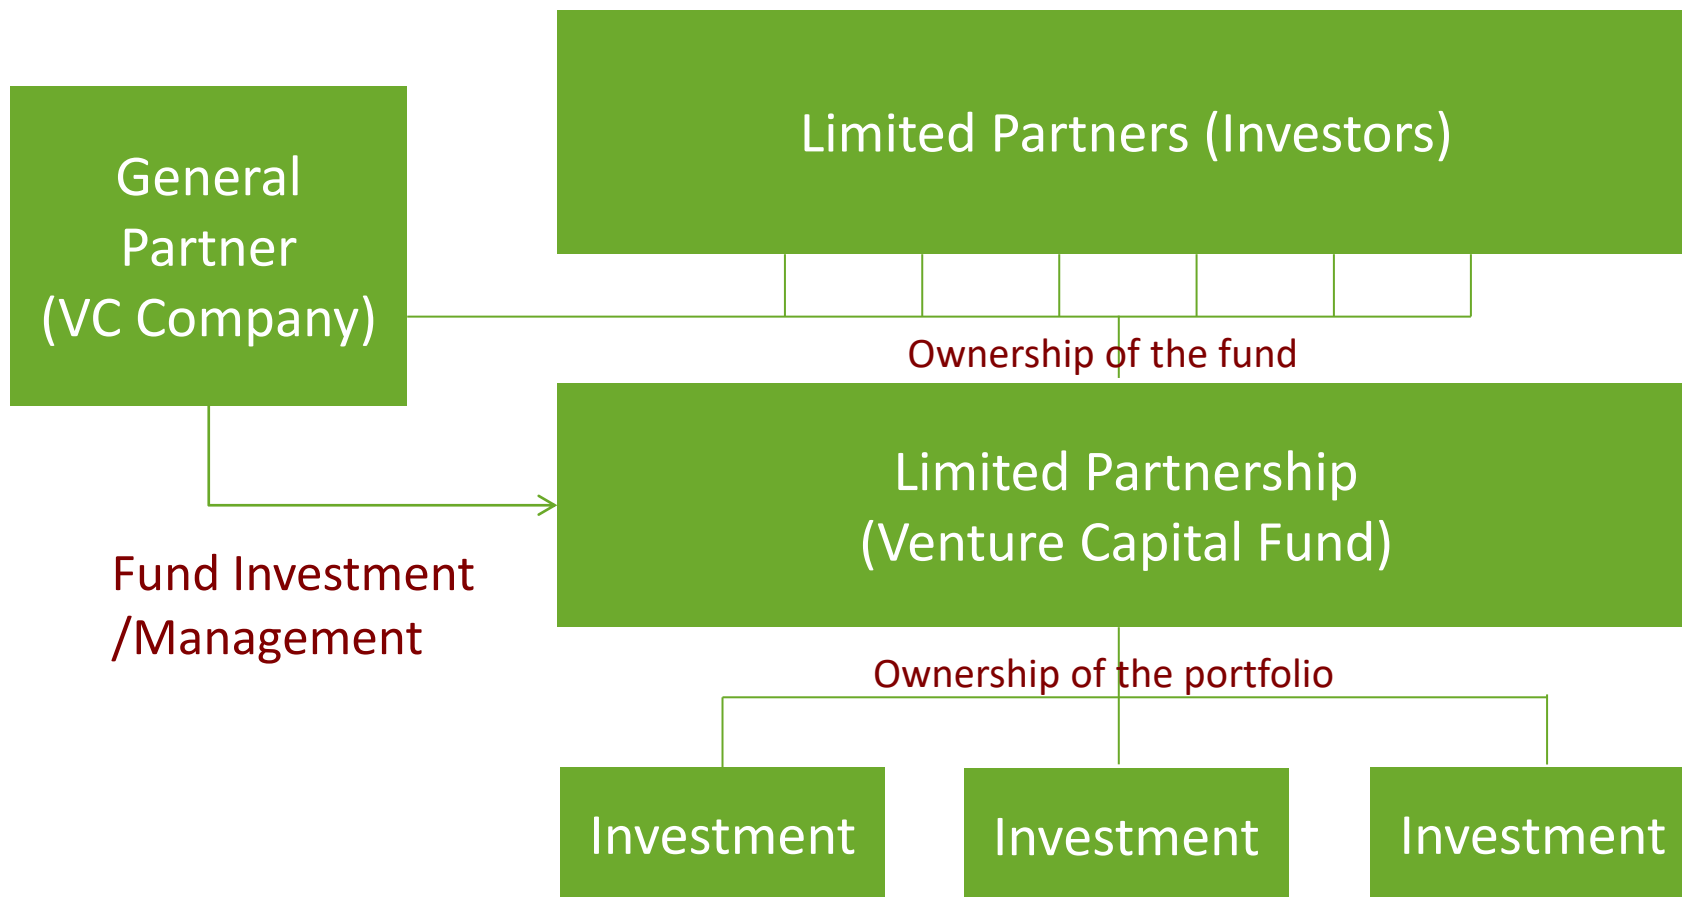 Limited Partners (Investors)
General
Partner
(VC Company)
Ownership of the fund
Limited Partnership
(Venture Capital Fund)
Fund Investment
/Management
Ownership of the portfolio
Investment
Investment
Investment